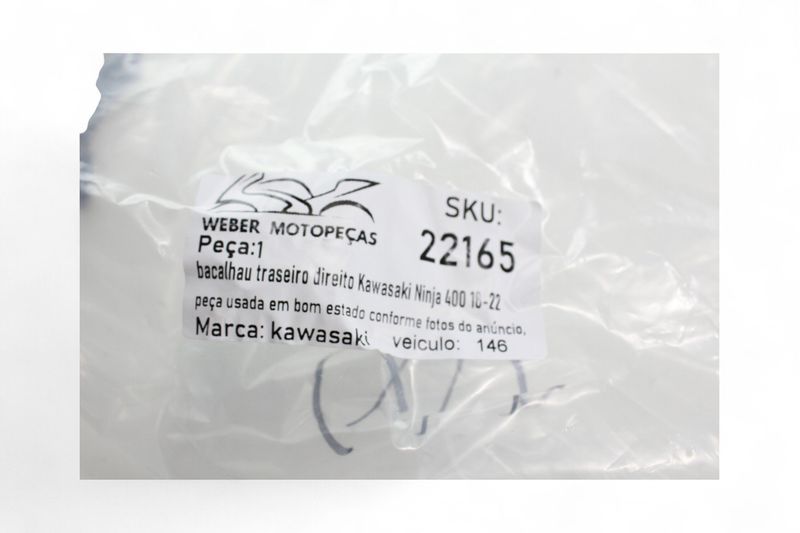 WEBER MOTOPEÇAS
SKU:
22165
Peça:1
bacalhau traseiro direito Kawasaki Ninja 400 18-22
peça usada em bom estado conforme fotos do anúncio.
Marca: kawasaki veiculo: 146